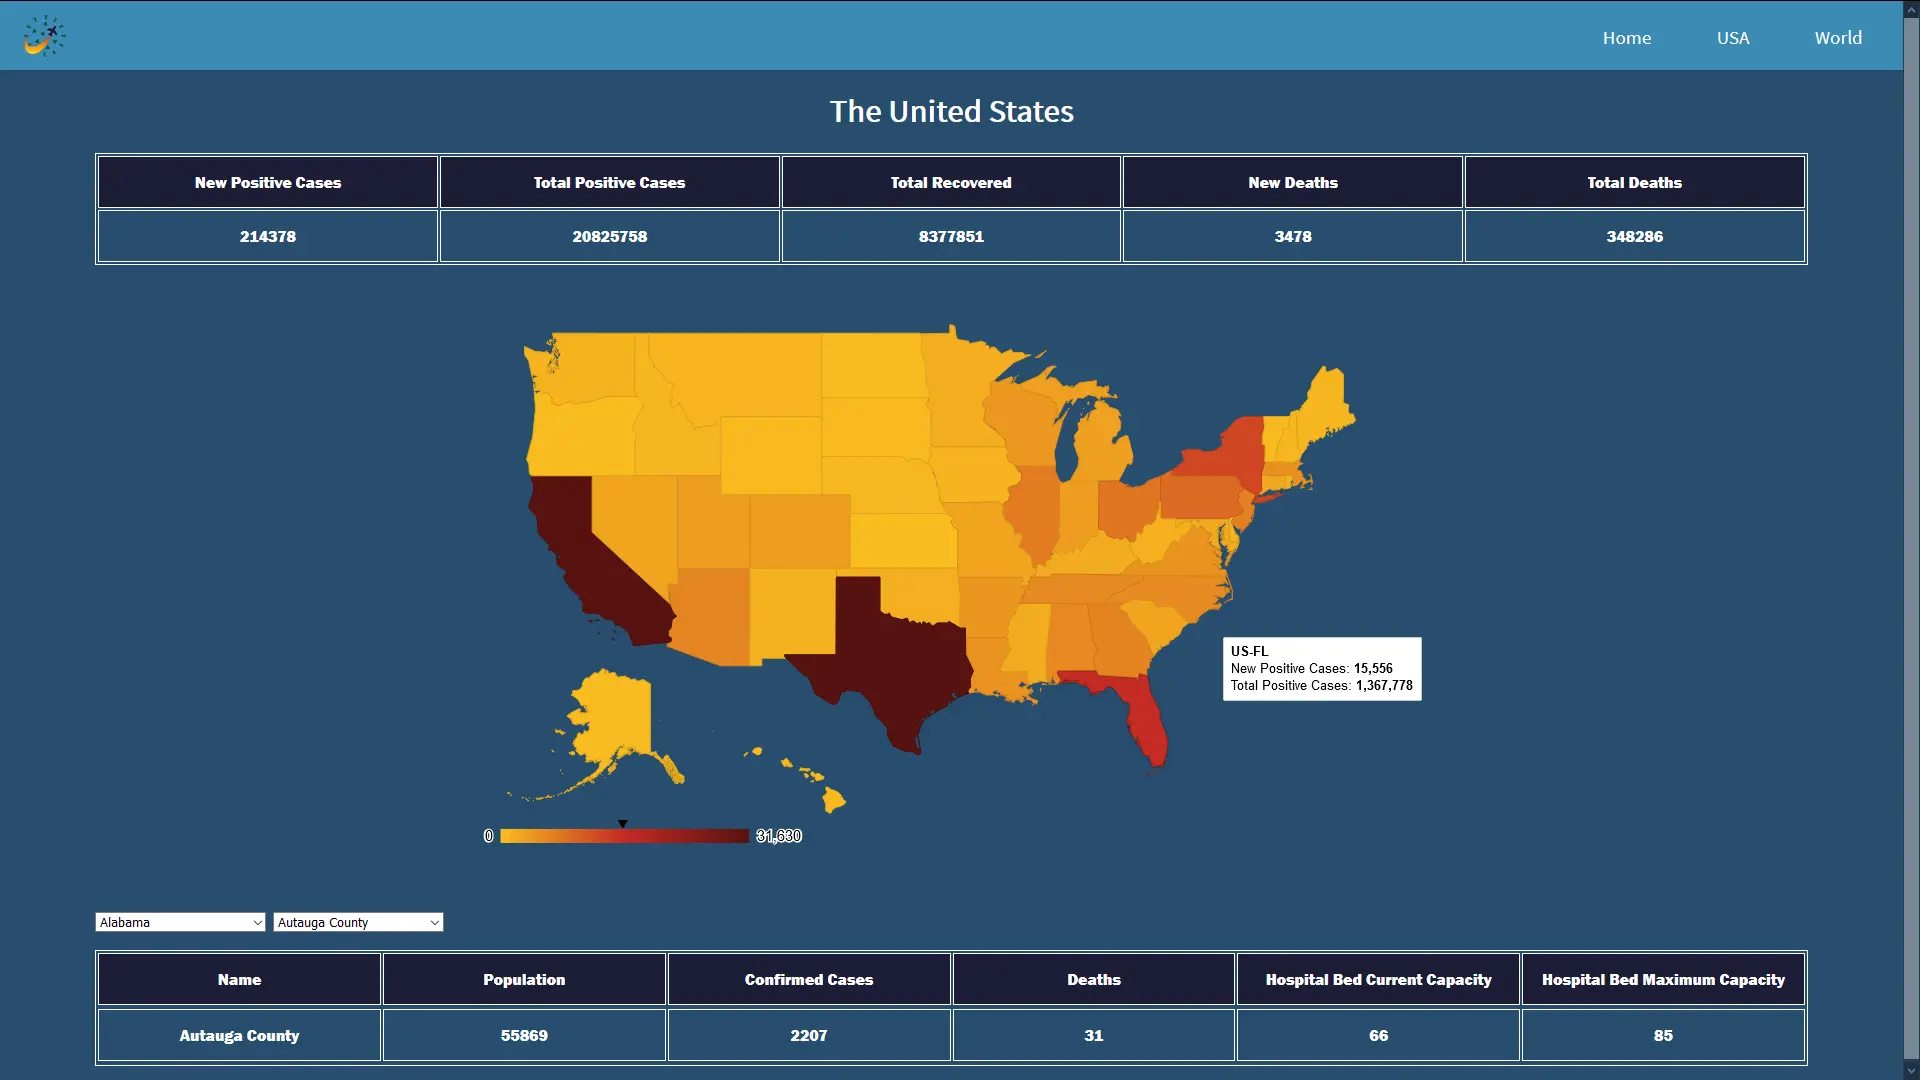 Home USA World
The United States
New Positive Cases Total Positive Cases Total Recovered New Deaths Total Deaths
214378 20825758 8377851 3478 348286
US-FL
New Positive Cases: 15,556
Total Positive Cases: 1,367,778
0 31,630
Alabama Autauga County
Name Population Confirmed Cases Deaths Hospital Bed Current Capacity Hospital Bed Maximum Capacity
Autauga County 55869 2207 31 66 85